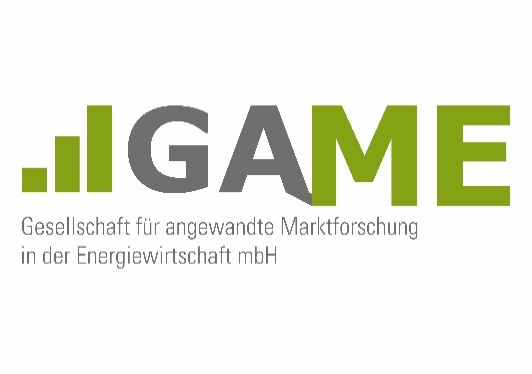 GAME
Gesellschaft für angewandte Marktforschung
in der Energiewirtschaft mbH